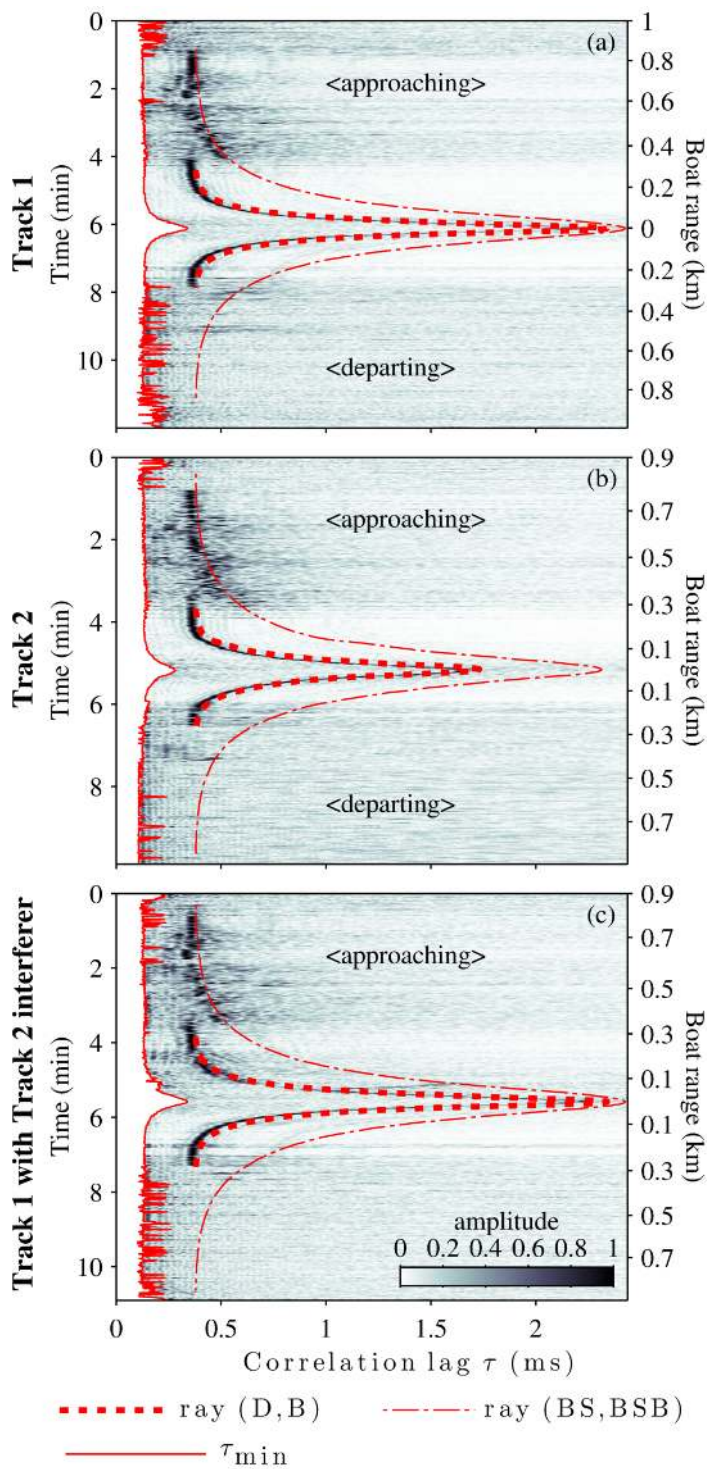 0
2
4
6
8
10
Track 1
Time (min)
(a)
<approaching>
<departing>
1
0.8
0.6
0.4
0.2
0
0.2
0.4
0.6
0.8
Boat range (km)
0
2
4
6
8
Track 2
Time (min)
(b)
<approaching>
<departing>
0.9
0.7
0.5
0.3
0.1
0.1
0.3
0.5
0.7
Boat range (km)
0
2
4
6
8
10
Track 1 with Track 2 interferer
Time (min)
(c)
<approaching>
amplitude
0 0.2 0.4 0.6 0.8 1
0.9
0.7
0.5
0.3
0.1
0.1
0.3
0.5
0.7
Boat range (km)
0 0.5 1 1.5 2
Correlation lag τ (ms)
ray (D,B) ray (BS,BSB)
τmin